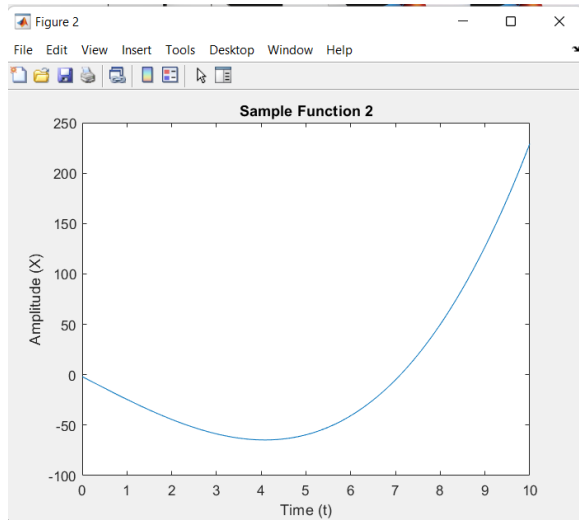 Figure 2
File Edit View Insert Tools Desktop Window Help
Sample Function 2
250
200
150
100
50
0
-50
-100
Amplitude (X)
0 1 2 3 4 5 6 7 8 9 10
Time (t)